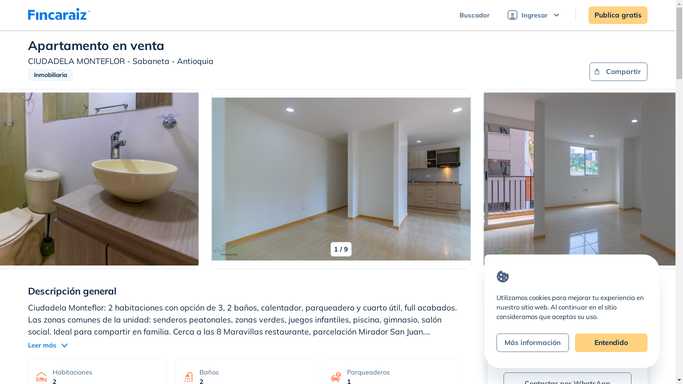 Fincaraiz
Buscador
Ingresar
Publica gratis
Apartamento en venta
CIUDADELA MONTEFLOR - Sabaneta - Antioquia
Inmobiliaria
Compartir
1 / 9
Descripción general
Ciudadela Monteflor: 2 habitaciones con opción de 3, 2 baños, calentador, parqueadera y cuarto útil, full acabados.
Las zonas comunes de la unidad: senderos peatonales, zonas verdes, juegos infantiles, piscina, gimnasio, salón
social. Ideal para compartir en familia. Cerca a las 8 Maravillas restaurante, parcelación Mirador San Juan....
Leer más
Habitaciones
2
Baños
2
Parqueaderos
1
Utilizamos cookies para mejorar tu experiencia en
nuestro sitio web. Al continuar en el sitio
consideramos que aceptas su uso.
Más información
Entendido
Contactar por WhatsApp